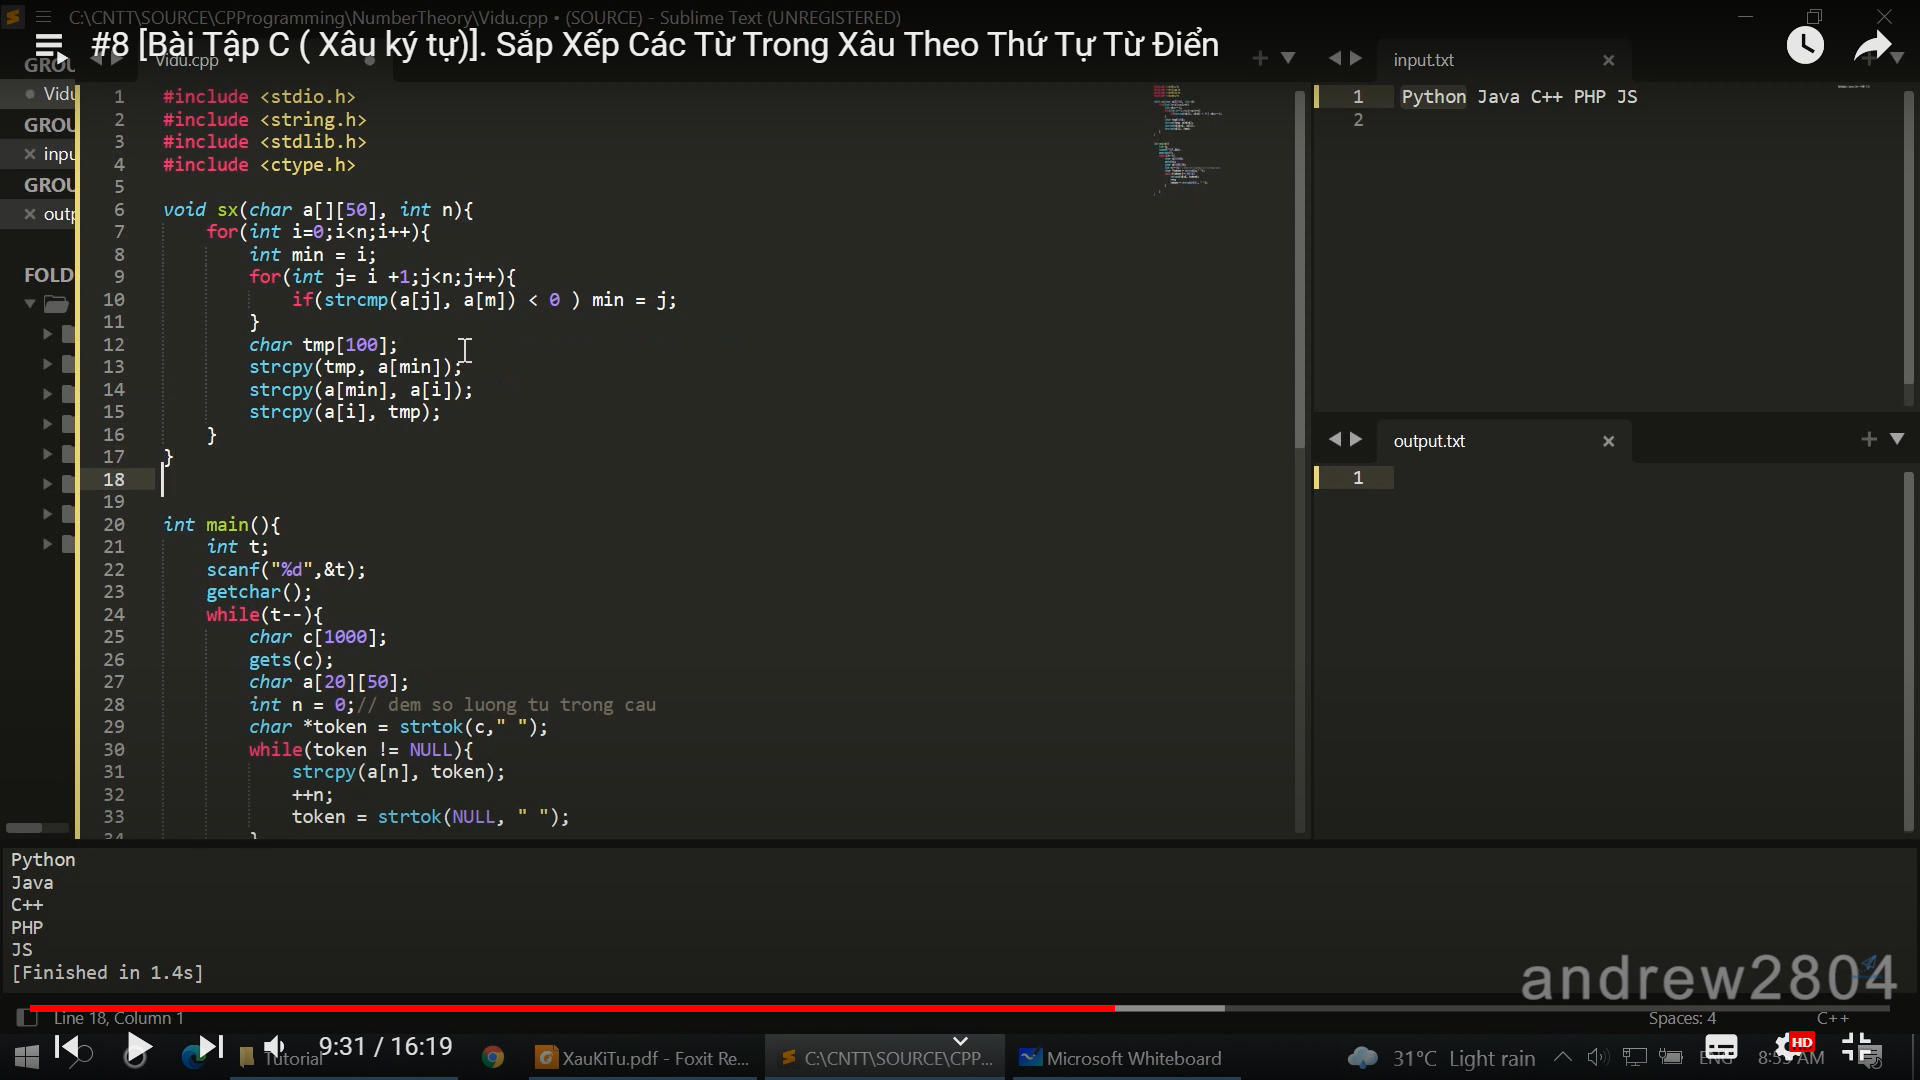 C:\CNTT\SOURCE\CPProgramming\NumberTheory\Vidu.cpp • (SOURCE) - Sublime Text (UNREGISTERED)
#8 [Bài Tập C ( Xâu ký tự)]. Sắp Xếp Các Từ Trong Xâu Theo Thứ Tự Từ Điển
Vidu.cpp
GROU
Vidu
GROU
inpu
GROU
outp
FOLD
1 #include <stdio.h>
2 #include <string.h>
3 #include <stdlib.h>
4 #include <ctype.h>
5
6 void sx(char a[][50], int n){
7 for(int i=0;i<n;i++){
8 int min = i;
9 for(int j= i +1;j<n;j++){
10 if(strcmp(a[j], a[m]) < 0 ) min = j;
11 }
12 char tmp[100];
13 strcpy(tmp, a[min]);
14 strcpy(a[min], a[i]);
15 strcpy(a[i], tmp);
16 }
17 }
18
19
20 int main(){
21 int t;
22 scanf("%d",&t);
23 getchar();
24 while(t--){
25 char c[1000];
26 gets(c);
27 char a[20][50];
28 int n = 0;// dem so luong tu trong cau
29 char *token = strtok(c," ");
30 while(token != NULL){
31 strcpy(a[n], token);
32 ++n;
33 token = strtok(NULL, " ");
34 }
input.txt
1 Python Java C++ PHP JS
2
output.txt
1
Python
Java
C++
PHP
JS
[Finished in 1.4s]
andrew2804
Line 18, Column 1
Spaces: 4
C++
9:31 / 16:19
Tutorial
XauKiTu.pdf - Foxit Re...
C:\CNTT\SOURCE\CPP...
Microsoft Whiteboard
31°C Light rain
ENG
HD
AM